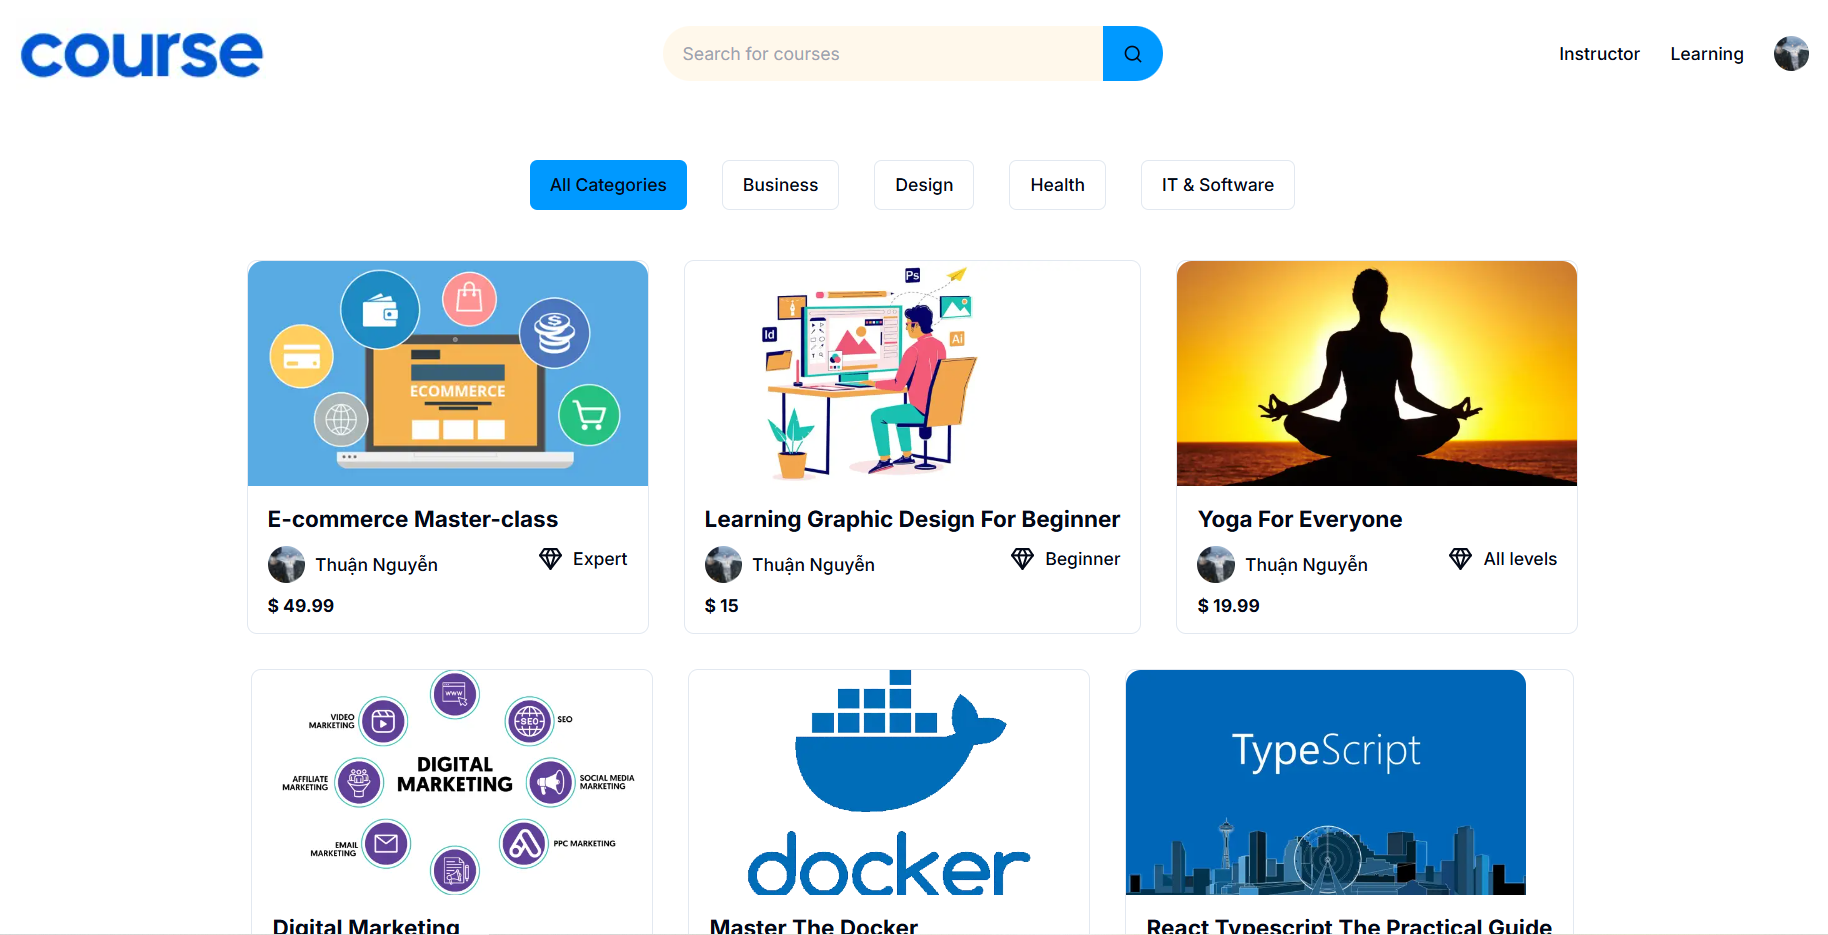 course
Search for courses
Instructor
Learning
All Categories
Business
Design
Health
IT & Software
ECOMMERCE
E-commerce Master-class
Thuận Nguyễn
Expert
$ 49.99
Ps
Id
Ai
Learning Graphic Design For Beginner
Thuận Nguyễn
Beginner
$ 15
Yoga For Everyone
Thuận Nguyễn
All levels
$ 19.99
WWW
VIDEO
MARKETING
SEO
SEO
AFFILIATE
MARKETING
DIGITAL
MARKETING
SOCIAL MEDIA
MARKETING
EMAIL
MARKETING
PPC MARKETING
Digital Marketing
docker
Master The Docker
TypeScript
React Typescript The Practical Guide